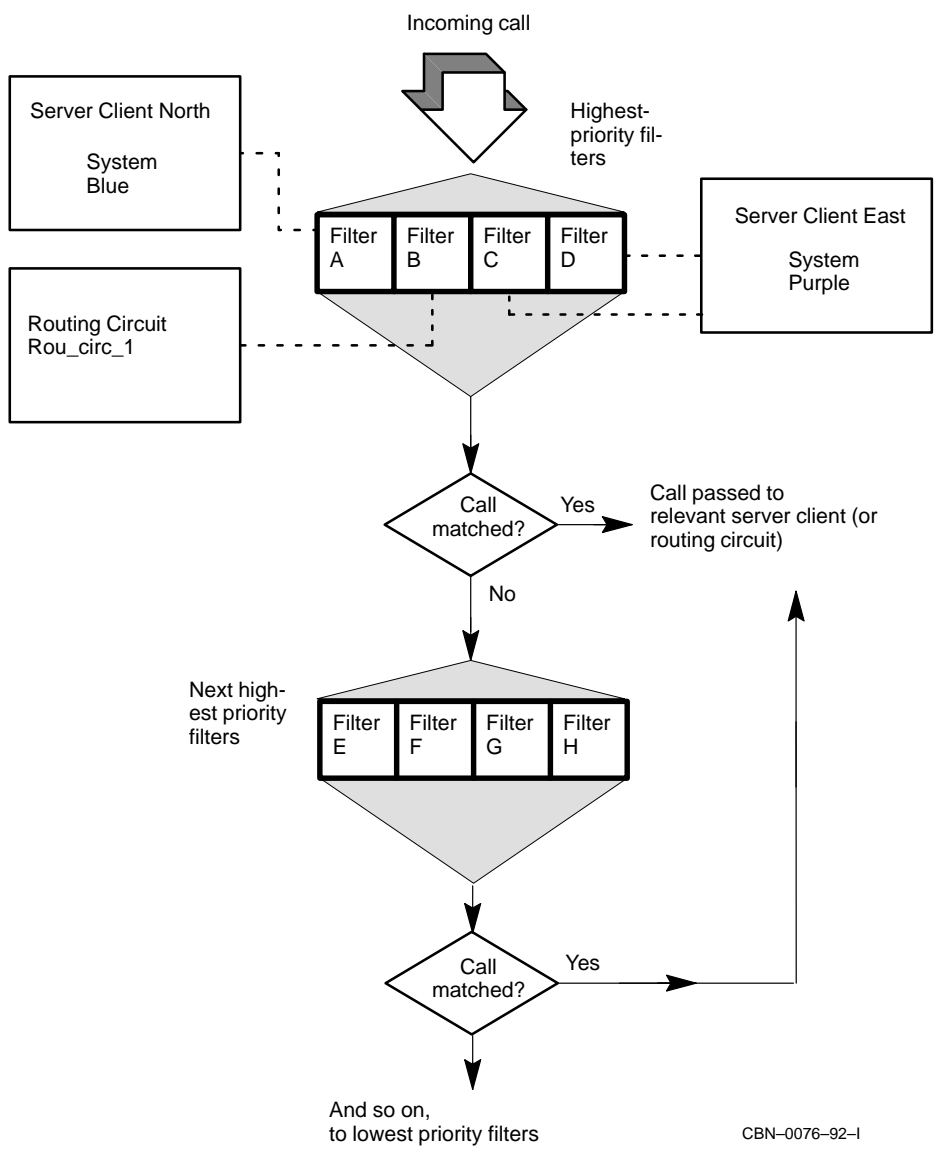 Incoming call
Server Client North
System
Blue
Highest-
priority fil-
ters
Server Client East
System
Purple
Filter
A
Filter
B
Filter
C
Filter
D
Routing Circuit
Rou_circ_1
Call
matched?
Yes
Call passed to
relevant server client (or
routing circuit)
No
Next high-
est priority
filters
Filter
E
Filter
F
Filter
G
Filter
H
Call
matched?
Yes
And so on,
to lowest priority filters
CBN–0076–92–I